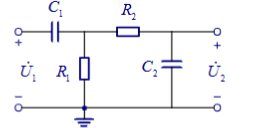 C₁
R₂
+
+
U̇₁
R₁
C₂
U̇₂
−
−